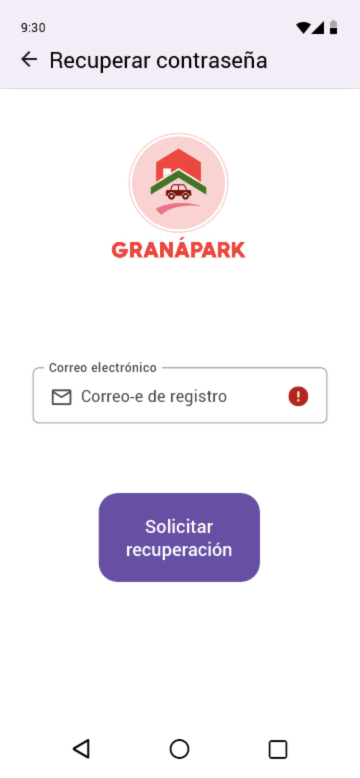 9:30
Recuperar contraseña
GRANÁPARK
Correo electrónico
Correo-e de registro
Solicitar
recuperación